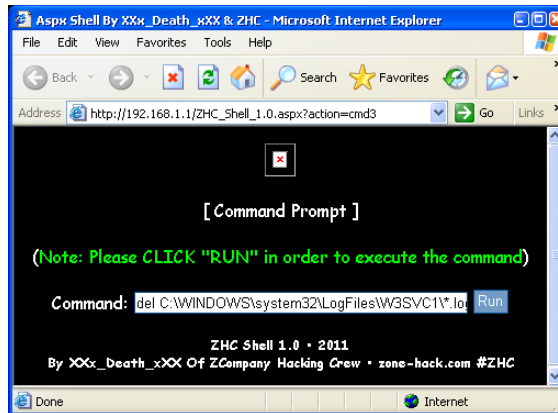 Aspx Shell By XXx_Death_xXX & ZHC - Microsoft Internet Explorer
File Edit View Favorites Tools Help
Back Search Favorites
Address http://192.168.1.1/ZHC_Shell_1.0.aspx?action=cmd3 Go Links
[ Command Prompt ]
(Note: Please CLICK "RUN" in order to execute the command)
Command: del C:\WINDOWS\system32\LogFiles\W3SVC1\*.log Run
ZHC Shell 1.0 • 2011
By XXx_Death_xXX Of ZCompany Hacking Crew • zone-hack.com #ZHC
Done Internet